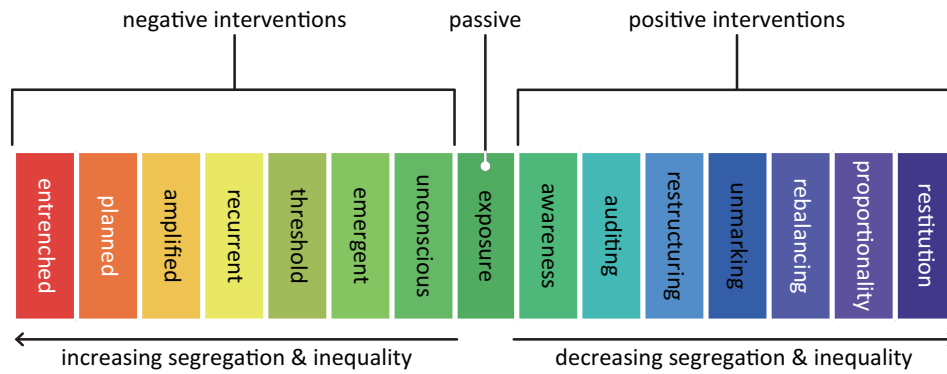 negative interventions
passive
positive interventions
entrenched
planned
amplified
recurrent
threshold
emergent
unconscious
exposure
awareness
auditing
restructuring
unmarking
rebalancing
proportionality
restitution
increasing segregation & inequality
decreasing segregation & inequality